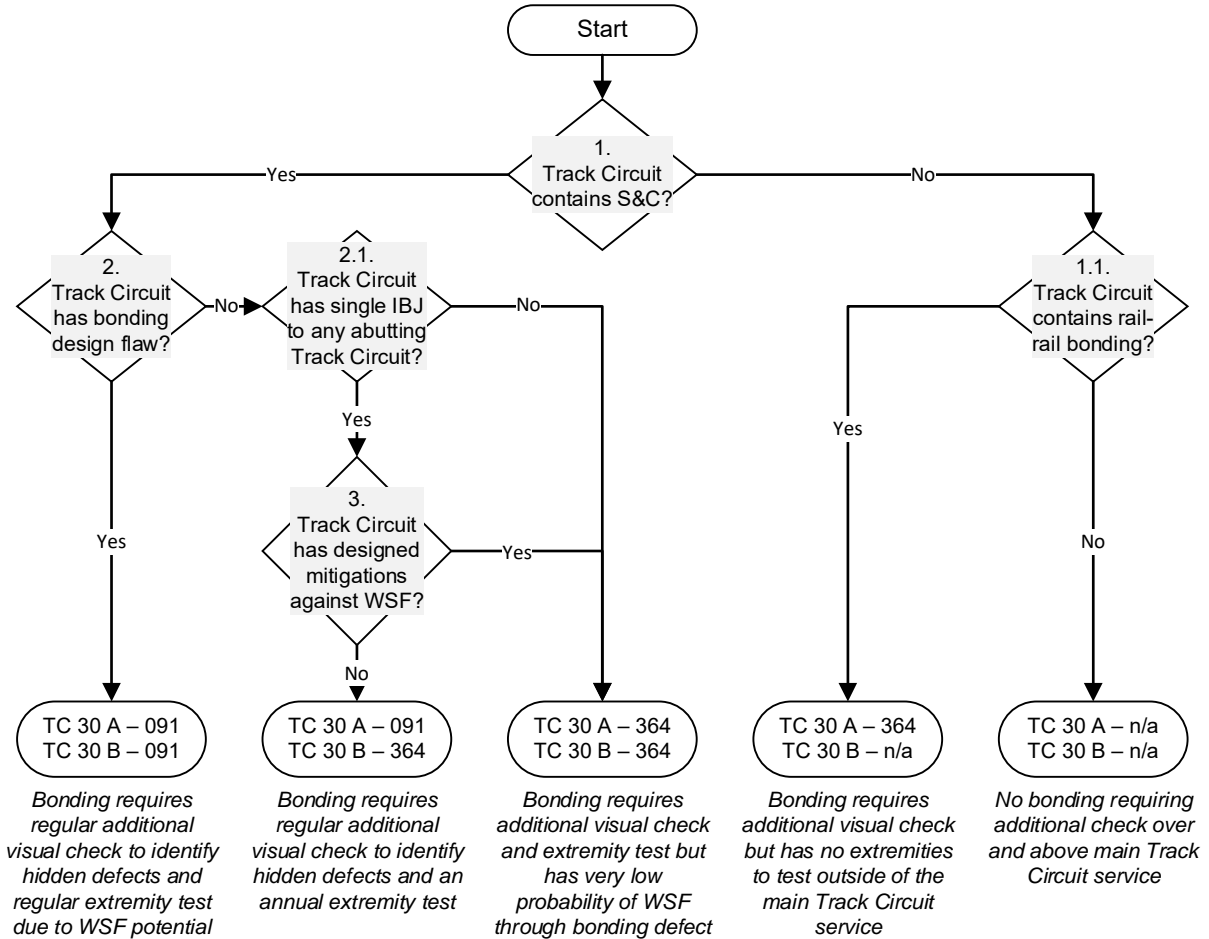 Start
1.
Track Circuit
contains S&C?
Yes
No
2.
Track Circuit
has bonding
design flaw?
No
2.1.
Track Circuit
has single IBJ
to any abutting
Track Circuit?
No
1.1.
Track Circuit
contains rail-
rail bonding?
Yes
Yes
3.
Track Circuit
has designed
mitigations
against WSF?
Yes
Yes
No
No
TC 30 A – 091
TC 30 B – 091
Bonding requires
regular additional
visual check to identify
hidden defects and
regular extremity test
due to WSF potential
TC 30 A – 091
TC 30 B – 364
Bonding requires
regular additional
visual check to identify
hidden defects and an
annual extremity test
TC 30 A – 364
TC 30 B – 364
Bonding requires
additional visual check
and extremity test but
has very low
probability of WSF
through bonding defect
TC 30 A – 364
TC 30 B – n/a
Bonding requires
additional visual check
but has no extremities
to test outside of the
main Track Circuit
service
TC 30 A – n/a
TC 30 B – n/a
No bonding requiring
additional check over
and above main Track
Circuit service